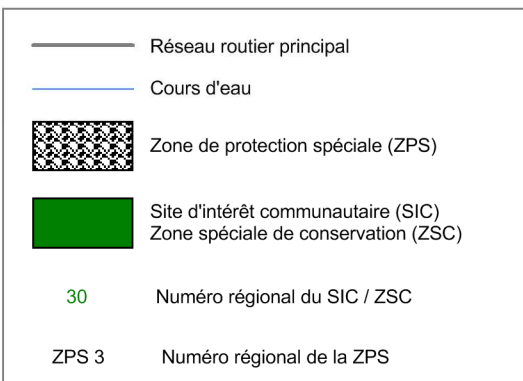 Réseau routier principal
Cours d'eau
Zone de protection spéciale (ZPS)
Site d'intérêt communautaire (SIC)
Zone spéciale de conservation (ZSC)
30 Numéro régional du SIC / ZSC
ZPS 3 Numéro régional de la ZPS